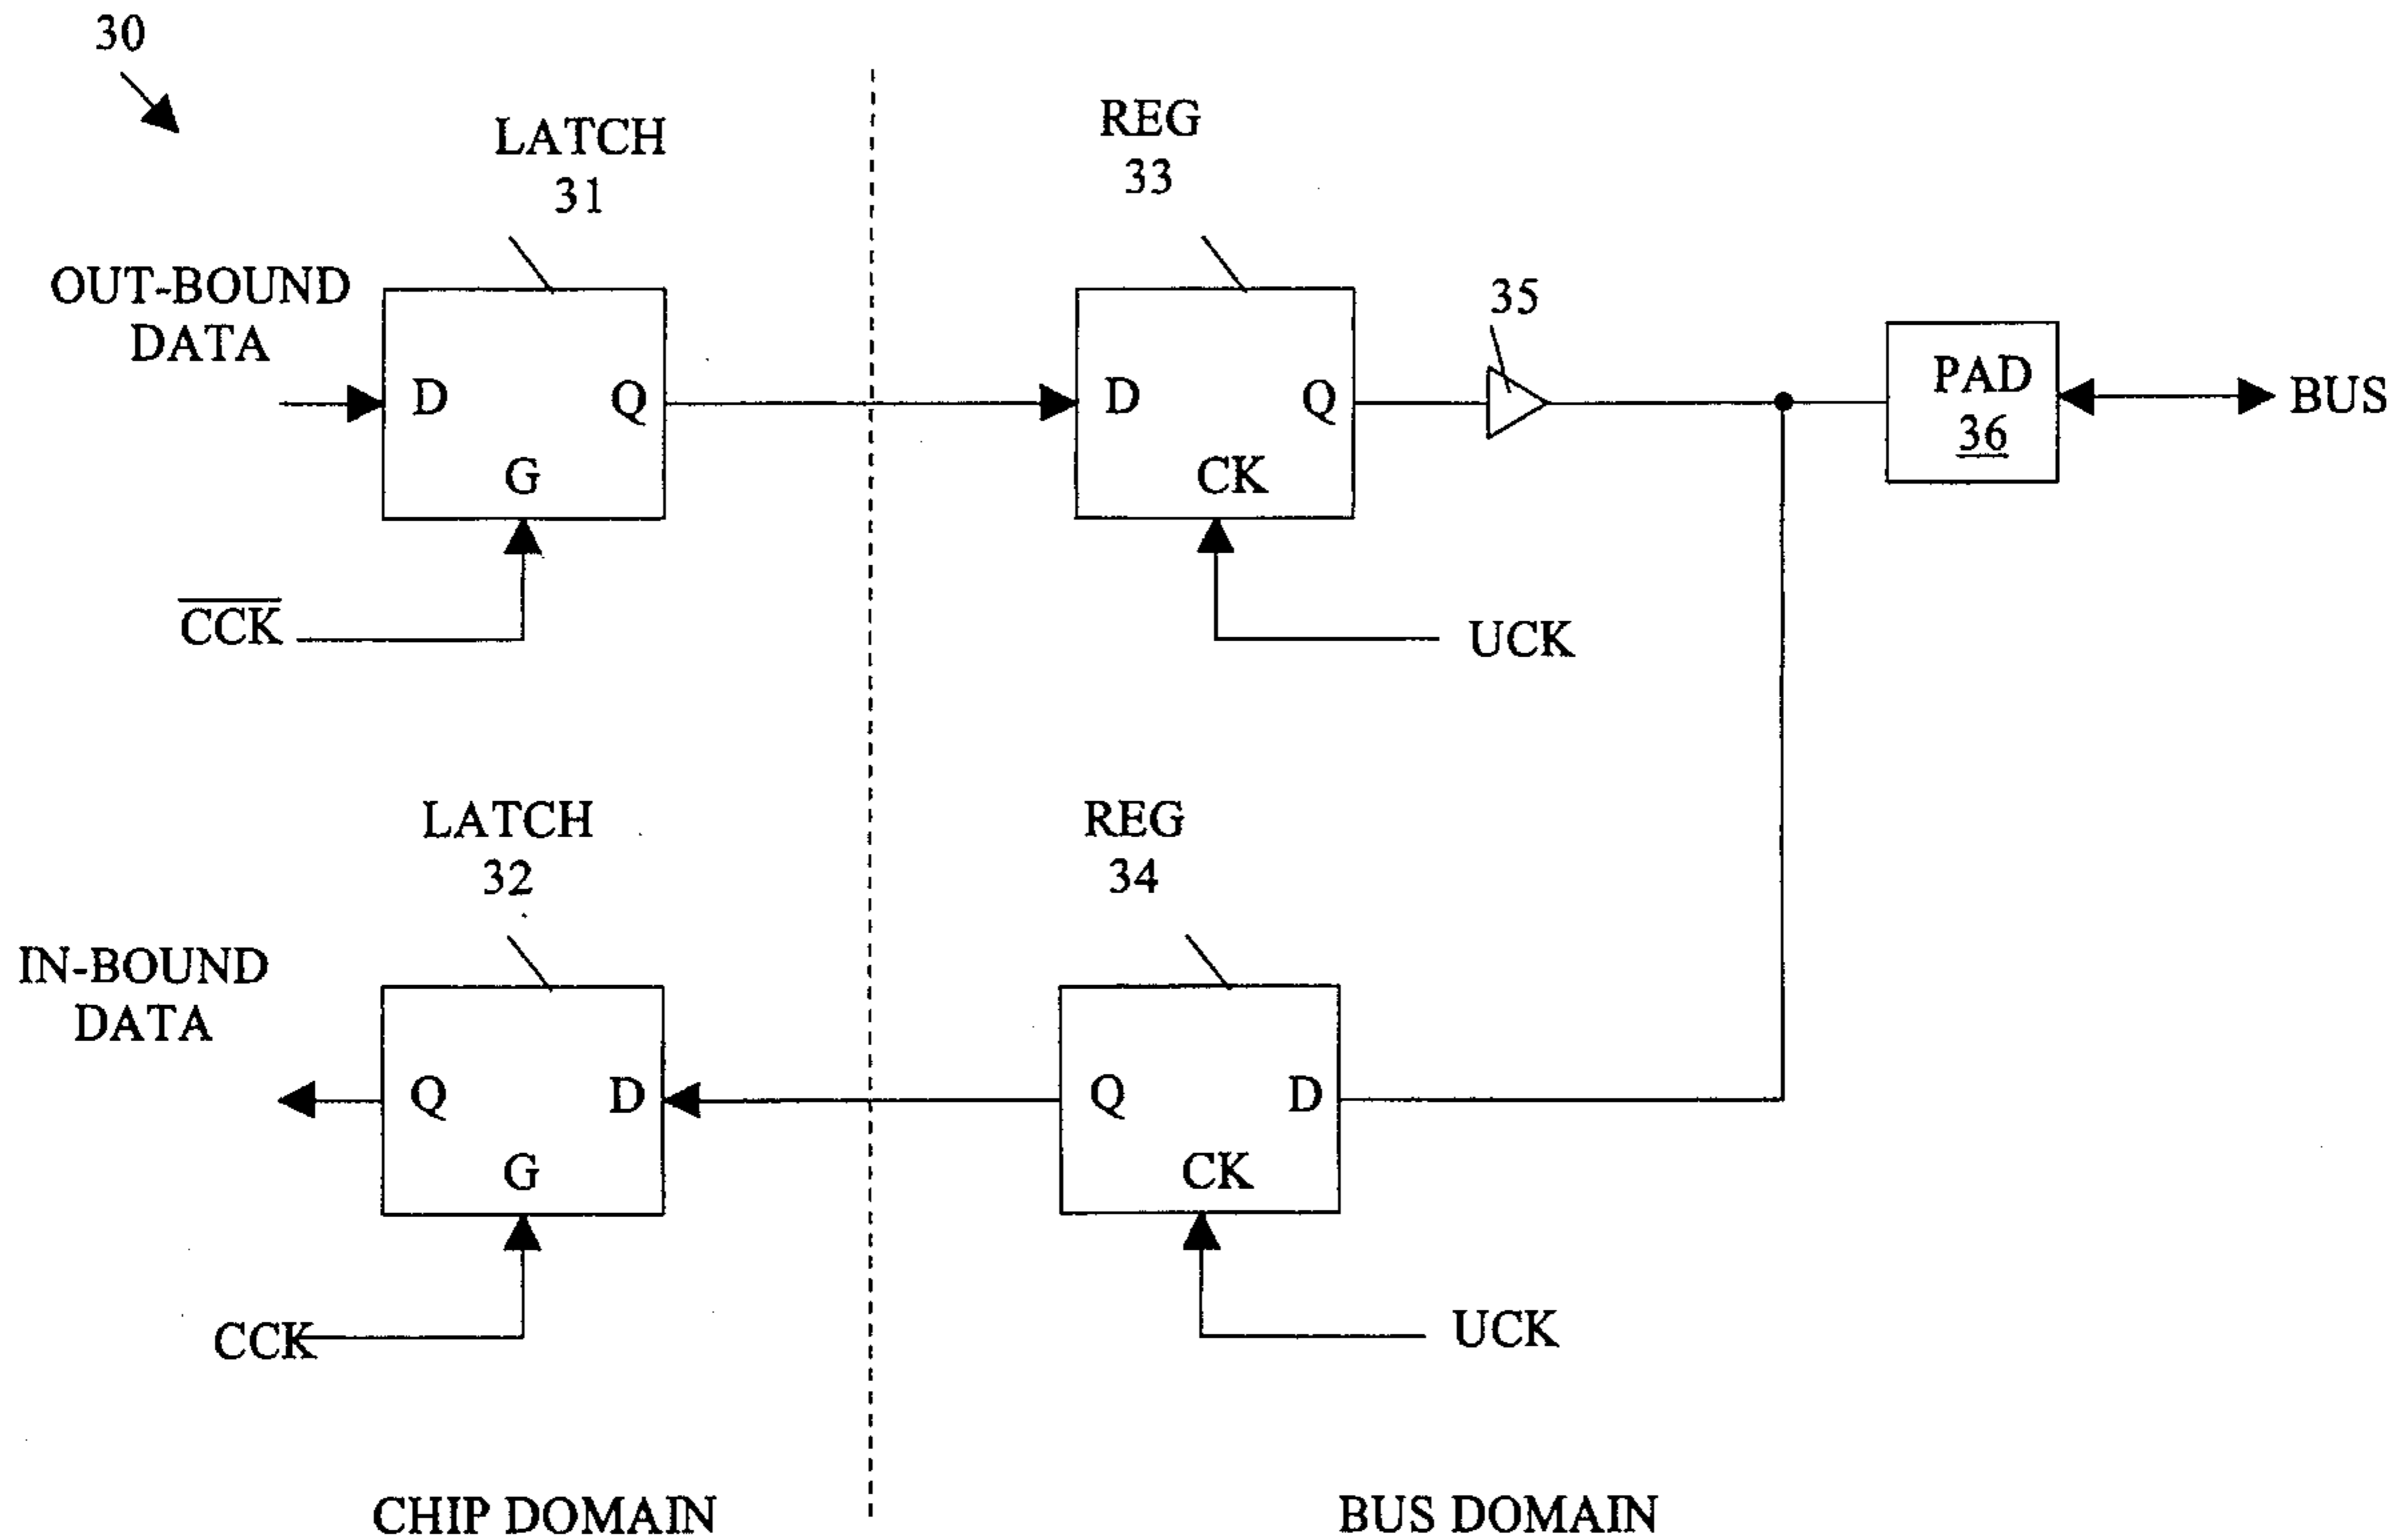 30
LATCH
31
REG
33
OUT-BOUND
DATA
35
D
Q
G
D
Q
CK
PAD
36
BUS
C̅C̅K̅
UCK
LATCH
32
REG
34
IN-BOUND
DATA
Q
D
G
Q
D
CK
CCK
UCK
CHIP DOMAIN
BUS DOMAIN